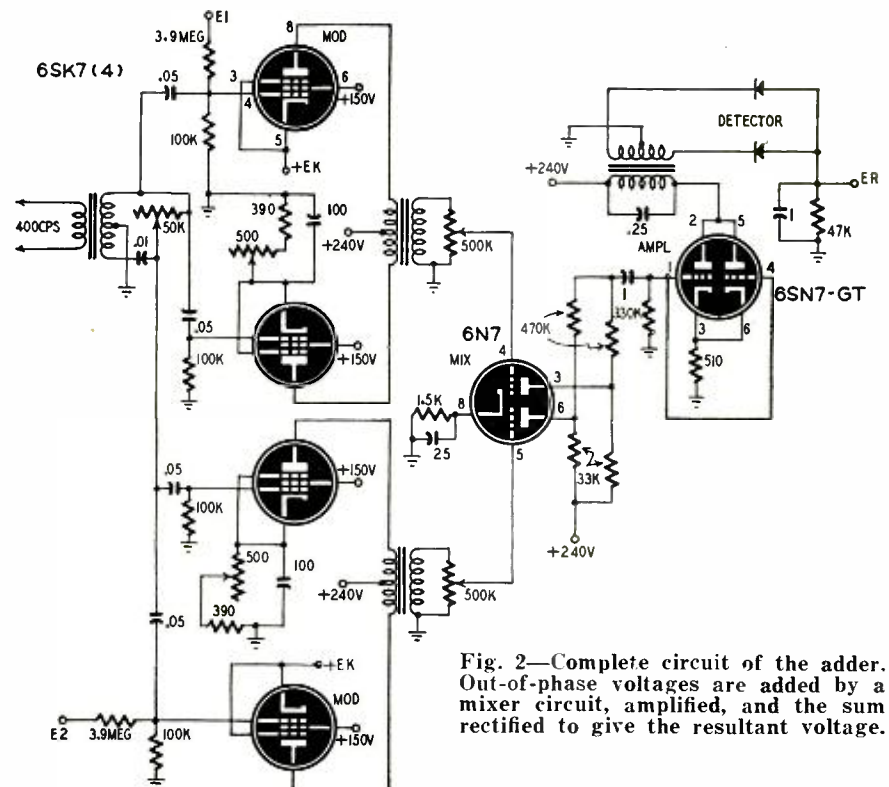 E1
8
MOD
3.9MEG
6SK7(4)
.05
3
6
+150V
4
DETECTOR
100K
5
+EK
400CPS
50K
390
100
+240V
ER
.01
500
+240V
500K
.25
1
47K
2
5
AMPL
1
4
6SN7-GT
.05
1
330K
+150V
470K
3
6
100K
6N7
510
MIX
4
3
1.5K
8
6
25
5
+150V
.05
33K
100K
500
100
+240V
+240V
500K
390
.05
+EK
MOD
E2
3.9MEG
100K
+150V
Fig. 2—Complete circuit of the adder.
Out-of-phase voltages are added by a
mixer circuit, amplified, and the sum
rectified to give the resultant voltage.